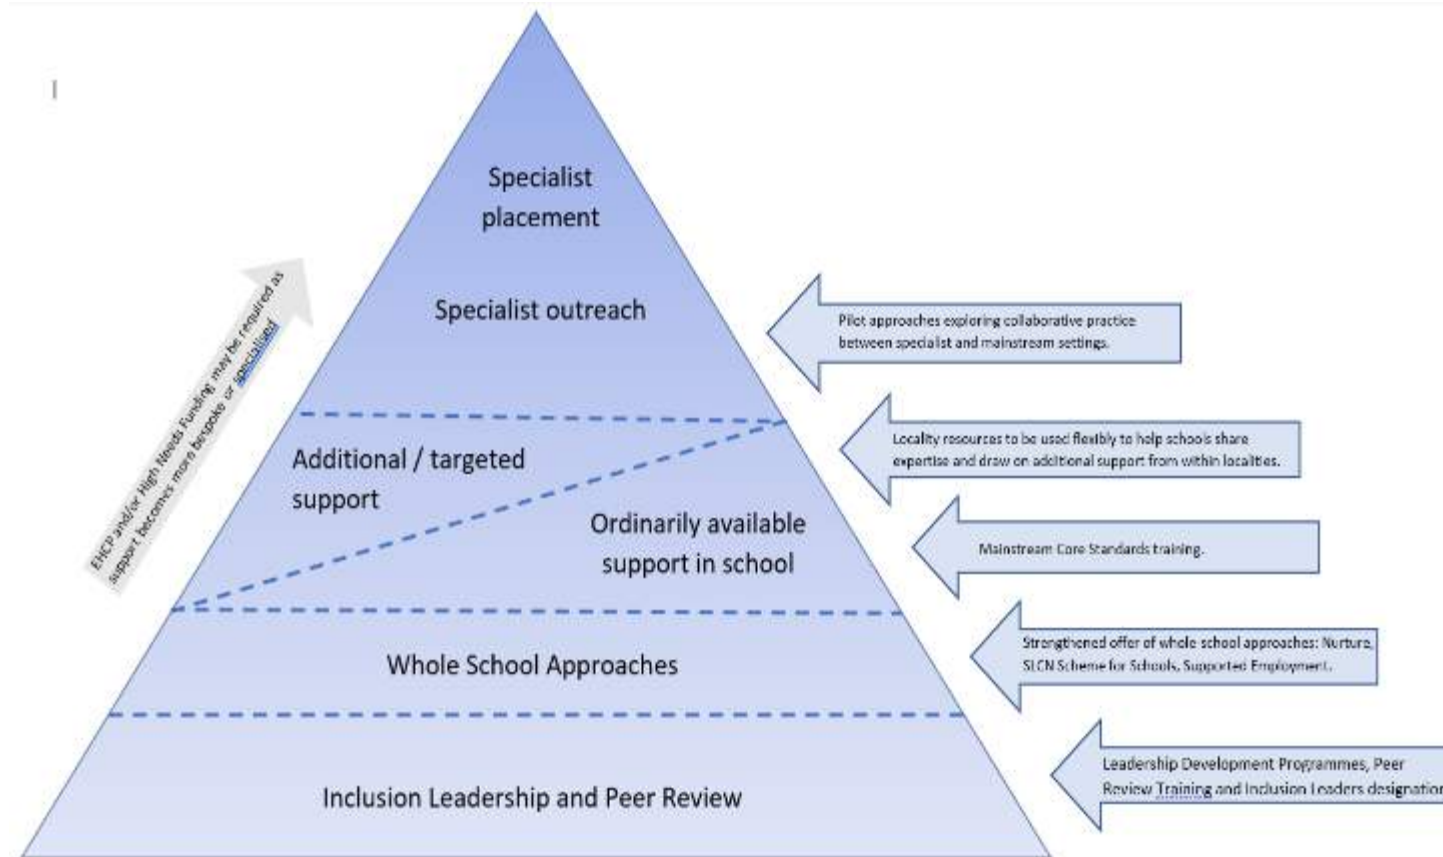 Specialist
placement
Specialist outreach
Additional / targeted
support
Ordinarily available
support in school
Whole School Approaches
Inclusion Leadership and Peer Review
EHCP and/or High Needs Funding may be required as
support becomes more bespoke or specialised
Pilot approaches exploring collaborative practice
between specialist and mainstream settings.
Locality resources to be used flexibly to help schools share
expertise and draw on additional support from within localities.
Mainstream Core Standards training.
Strengthened offer of whole-school approaches: Nurture,
SLCN Scheme for Schools, Supported Employment.
Leadership Development Programmes, Peer
Review Training and Inclusion Leaders designation